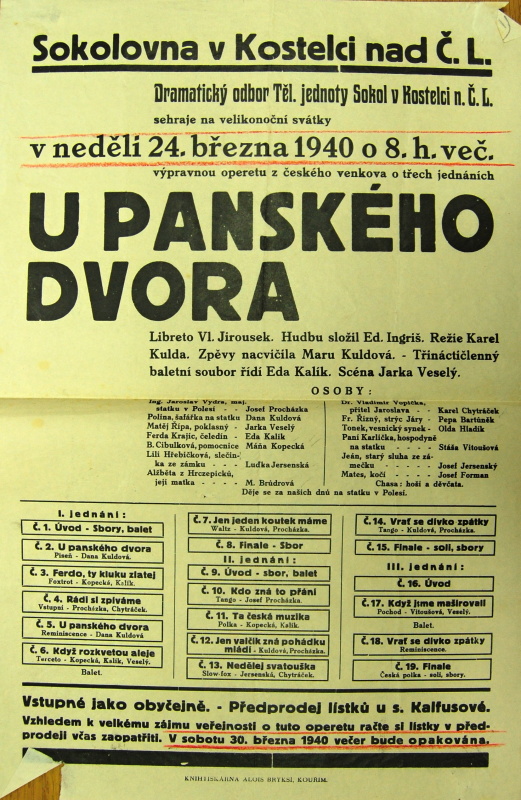 Sokolovna v Kostelci nad Č. L.
Dramatický odbor Těl. jednoty Sokol v Kostelci n. Č. L.
sehraje na velikonoční svátky
v neděli 24. března 1940 o 8. h. več.
výpravnou operetu z českého venkova o třech jednáních
U PANSKÉHO
DVORA
Libreto Vl. Jirousek. Hudbu složil Ed. Ingriš. Režie Karel
Kulda. Zpěvy nacvičila Maru Kuldová. - Třináctičlenný
baletní soubor řídí Eda Kalík. Scéna Jarka Veselý.
OSOBY:
Ing. Jaroslav Vydra, maj.
statku v Polesí - - - Josef Procházka
Polina, šafářka na statku Dana Kuldová
Matěj Řípa, poklasný - Jarka Veselý
Ferda Krajíc, čeledín - Eda Kalík
B. Cibulková, pomocnice Máňa Kopecká
Lili Hřebíčková, slečin-
ka ze zámku - - - Luďka Jersenská
Alžběta z Hrzcepicků,
její matka - - - - M. Brůdrová
Dr. Vladimír Vopička,
přítel Jaroslava - - Karel Chytráček
Fr. Řízný, strýc Járy - Pepa Bartůněk
Tonek, vesnický synek - Olda Hladík
Paní Karlička, hospodyně
na statku - - - - Stáša Vitoušová
Jeán, starý sluha ze zá-
mečku - - - - - Josef Jersenský
Mates, kočí - - - - Josef Forman
Chasa: hoši a děvčata.
Děje se za našich dnů na statku v Polesí.
I. jednání:
Č. 1. Úvod - Sbory, balet
Č. 2. U panského dvora
Píseň - Dana Kuldová.
Č. 3. Ferdo, ty kluku zlatej
Foxtrot - Kopecká, Kalík.
Č. 4. Rádi si zpíváme
Vstupní - Procházka, Chytráček.
Č. 5. U panského dvora
Reminiscence - Dana Kuldová
Č. 6. Když rozkvetou aleje
Terceto - Kopecká, Kalík, Veselý.
Balet.
Č. 7. Jen jeden koutek máme
Waltz - Kuldová, Procházka.
Č. 8. Finale - Sbor
II. jednání:
Č. 9. Úvod - sbor, balet
Č. 10. Kdo zná to přání
Tango - Josef Procházka.
Č. 11. Ta česká muzika
Polka - Kopecká, Kalík.
Č. 12. Jen valčík zná pohádku
mládí - Kuldová, Procházka.
Č. 13. Nedělej svatouška
Slow-fox - Jersenská, Chytráček.
Č. 14. Vrať se dívko zpátky
Tango - Kuldová, Procházka.
Č. 15. Finale - soli, sbory
III. jednání:
Č. 16. Úvod
Č. 17. Když jsme maširovali
Pochod - Vitoušová, Veselý.
Balet.
Č. 18. Vrať se dívko zpátky
Reminiscence.
Č. 19. Finale
Česká polka - soli, sbory.
Vstupné jako obyčejně. - Předprodej lístků u s. Kalfusové.
Vzhledem k velkému zájmu veřejnosti o tuto operetu račte si lístky v před-
prodeji včas zaopatřiti. V sobotu 30. března 1940 večer bude opakována.
KNIHTISKÁRNA ALOIS BRYKSÍ, KOUŘIM.